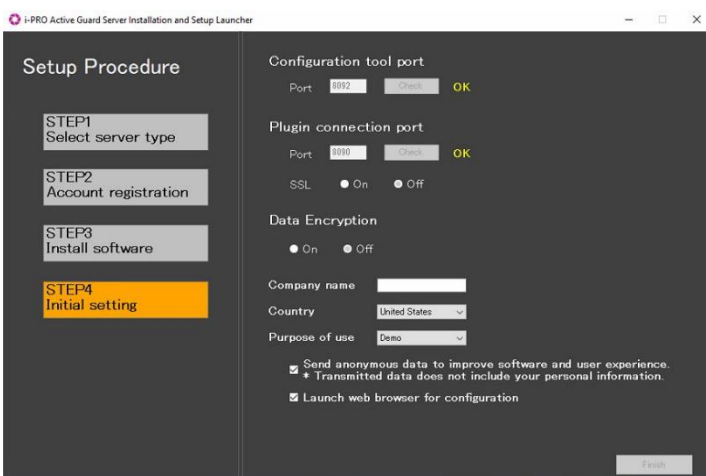 i-PRO Active Guard Server Installation and Setup Launcher
Setup Procedure
STEP1
Select server type
STEP2
Account registration
STEP3
Install software
STEP4
Initial setting
Configuration tool port
Port 8092 Check OK
Plugin connection port
Port 8090 Check OK
SSL On Off
Data Encryption
On Off
Company name
Country United States
Purpose of use Demo
Send anonymous data to improve software and user experience.
* Transmitted data does not include your personal information.
Launch web browser for configuration
Finish